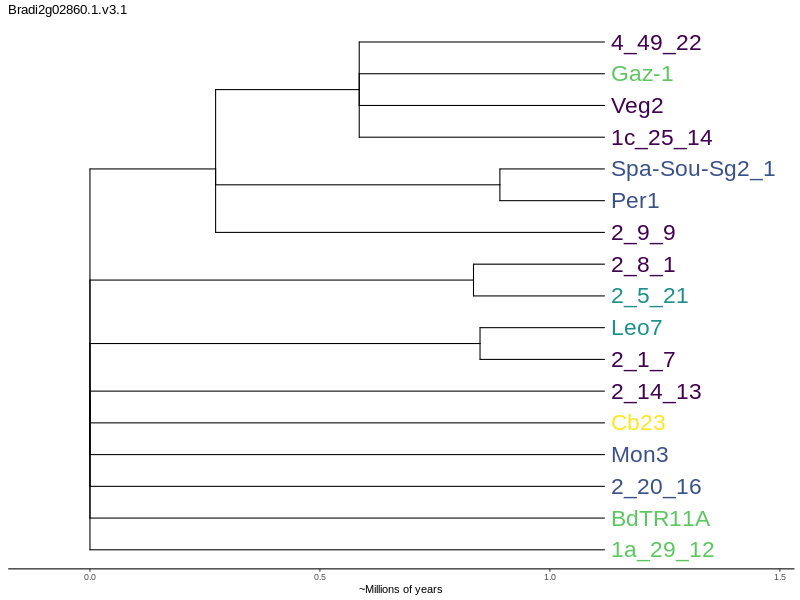 Bradi2g02860.1.v3.1
4_49_22
Gaz-1
Veg2
1c_25_14
Spa-Sou-Sg2_1
Per1
2_9_9
2_8_1
2_5_21
Leo7
2_1_7
2_14_13
Cb23
Mon3
2_20_16
BdTR11A
1a_29_12
0.0 0.5 1.0 1.5
~Millions of years